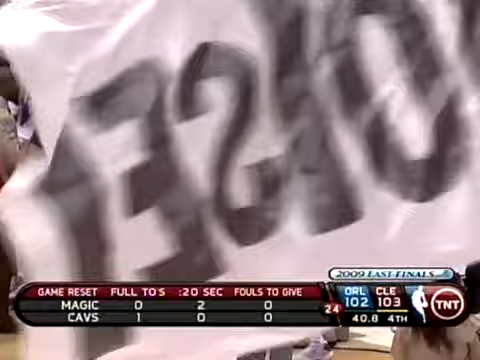 2009 EAST FINALS
GAME RESET FULL TO'S :20 SEC FOULS TO GIVE
MAGIC 0 2 0
CAVS 1 0 0
24
ORL CLE
102 103
40.8 4TH
TNT